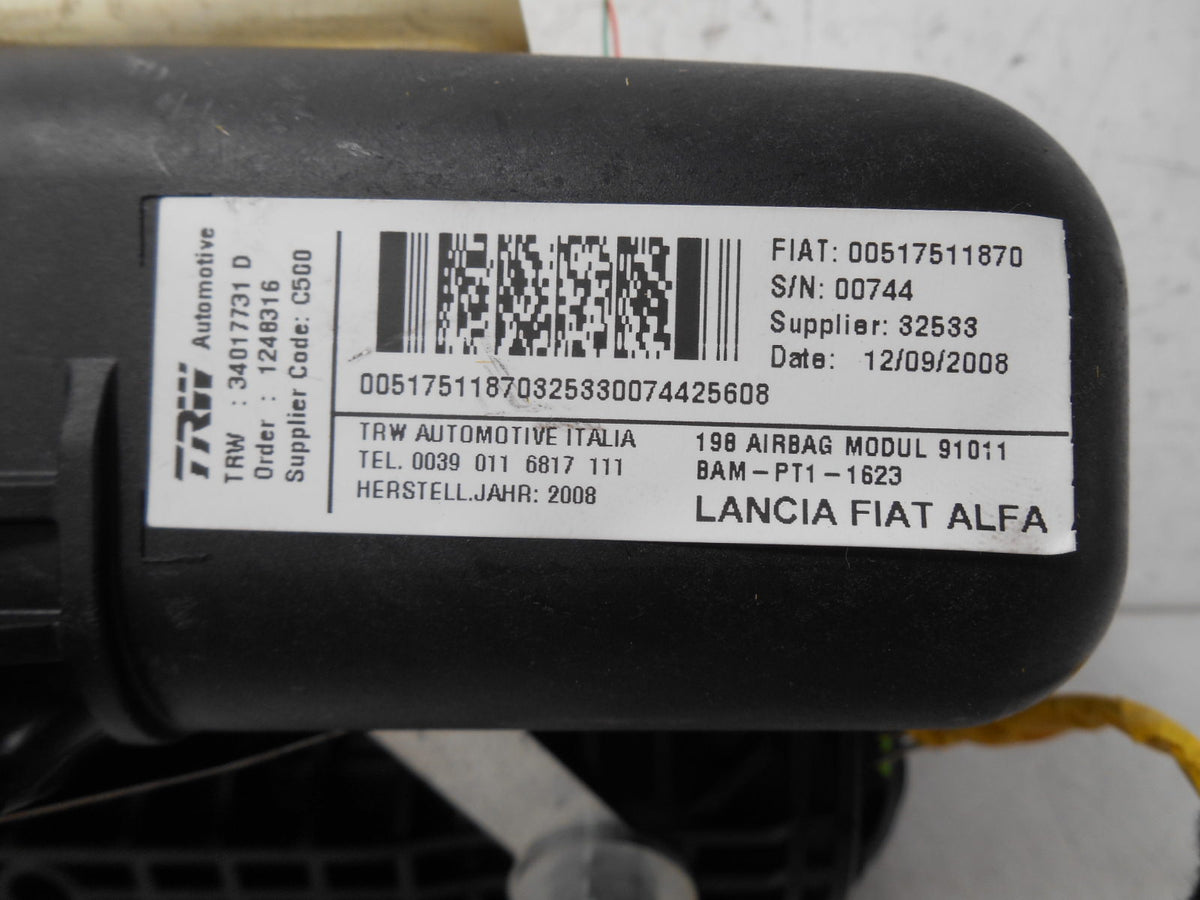 TRW Automotive
TRW : 34017731 D
Order : 1248316
Supplier Code: C500
FIAT: 00517511870
S/N: 00744
Supplier: 32533
Date: 12/09/2008
00517511870325330074425608
TRW AUTOMOTIVE ITALIA
TEL. 0039 011 6817 111
HERSTELL.JAHR: 2008
198 AIRBAG MODUL 91011
BAM-PT1-1623
LANCIA FIAT ALFA